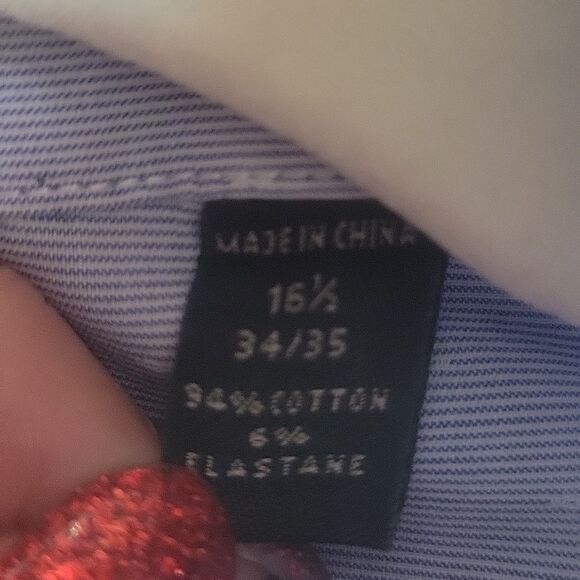 MADE IN CHINA
16½
34/35
94% COTTON
6%
ELASTANE